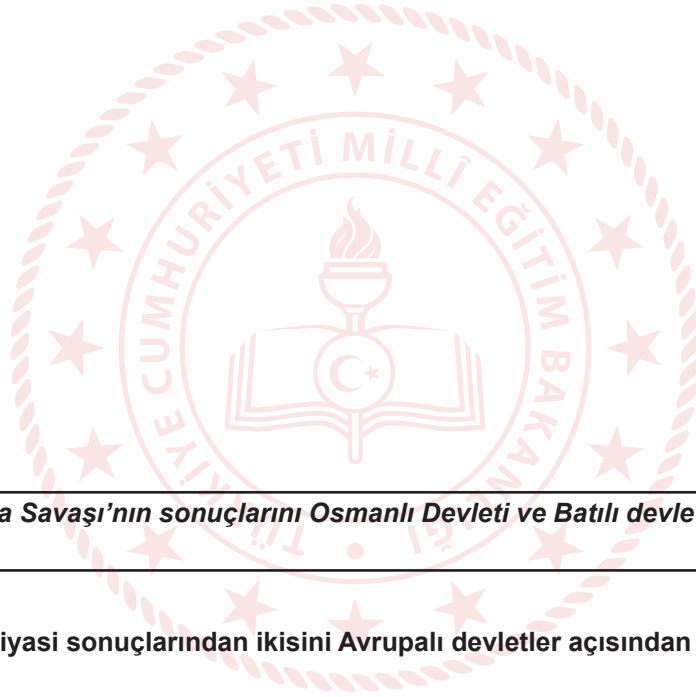 TÜRKİYE CUMHURİYETİ MİLLÎ EĞİTİM BAKANLIĞI
a Savaşı’nın sonuçlarını Osmanlı Devleti ve Batılı devle
iyasi sonuçlarından ikisini Avrupalı devletler açısından